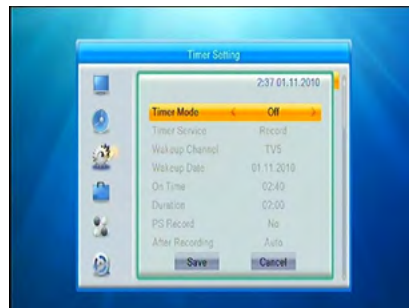 Timer Setting
2:37 01.11.2010
Timer Mode Off
Timer Service Record
Wakeup Channel TV5
Wakeup Date 01.11.2010
On Time 02:40
Duration 02:00
PS Record No
After Recording Auto
Save Cancel